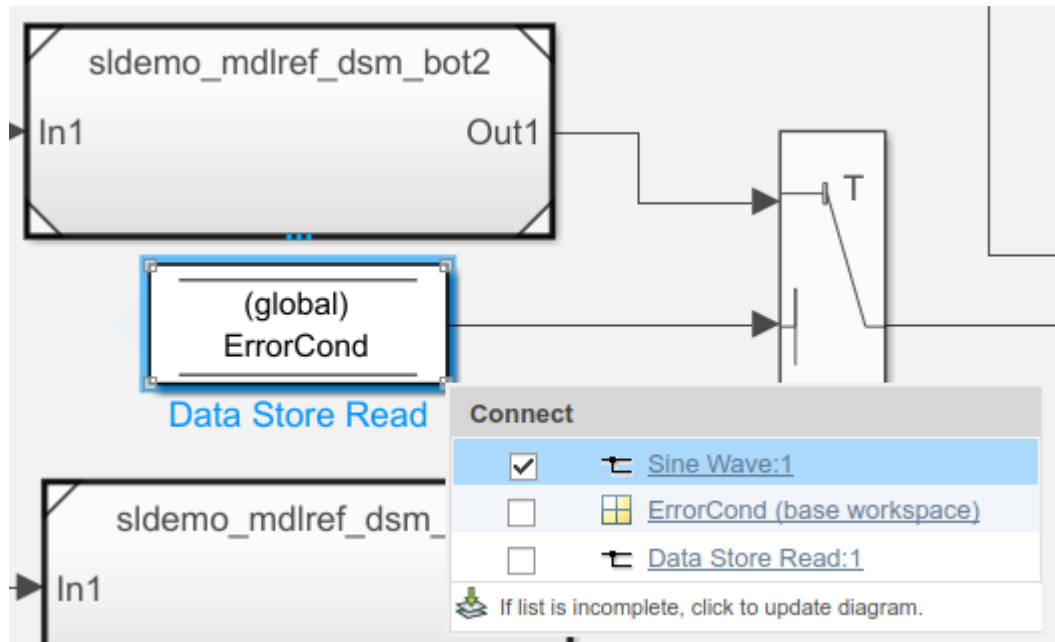 sldemo_mdlref_dsm_bot2
In1
Out1
T
(global)
ErrorCond
Data Store Read
Connect
Sine Wave:1
ErrorCond (base workspace)
Data Store Read:1
If list is incomplete, click to update diagram.
sldemo_mdlref_dsm_
In1